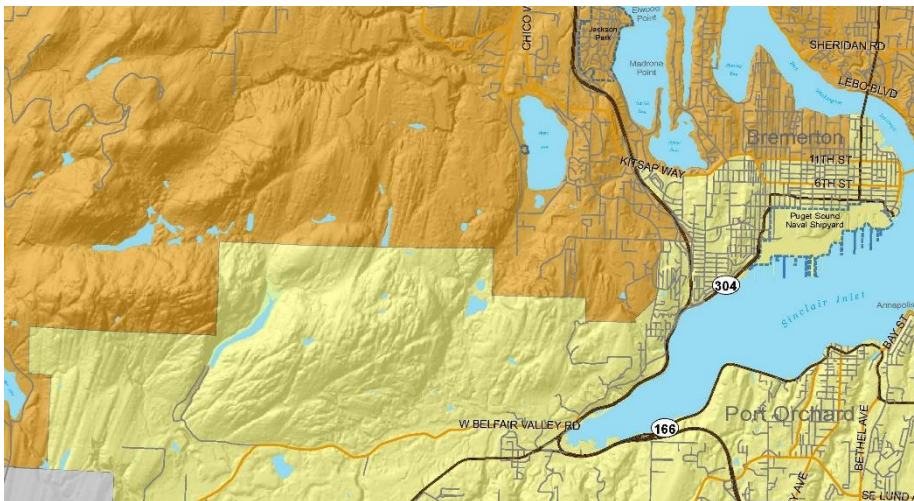 Elwood
Point
Jackson
Park
CHICO W
Madrona
Point
SHERIDAN RD
LEBO BLVD
Bremerton
KITSAP WAY
11TH ST
6TH ST
Puget Sound
Naval Shipyard
304
Sinclair Inlet
Annapolis
BAY ST
Port Orchard
W BELFAIR VALLEY RD
166
BETHEL AVE
Y AVE
SE LUND A